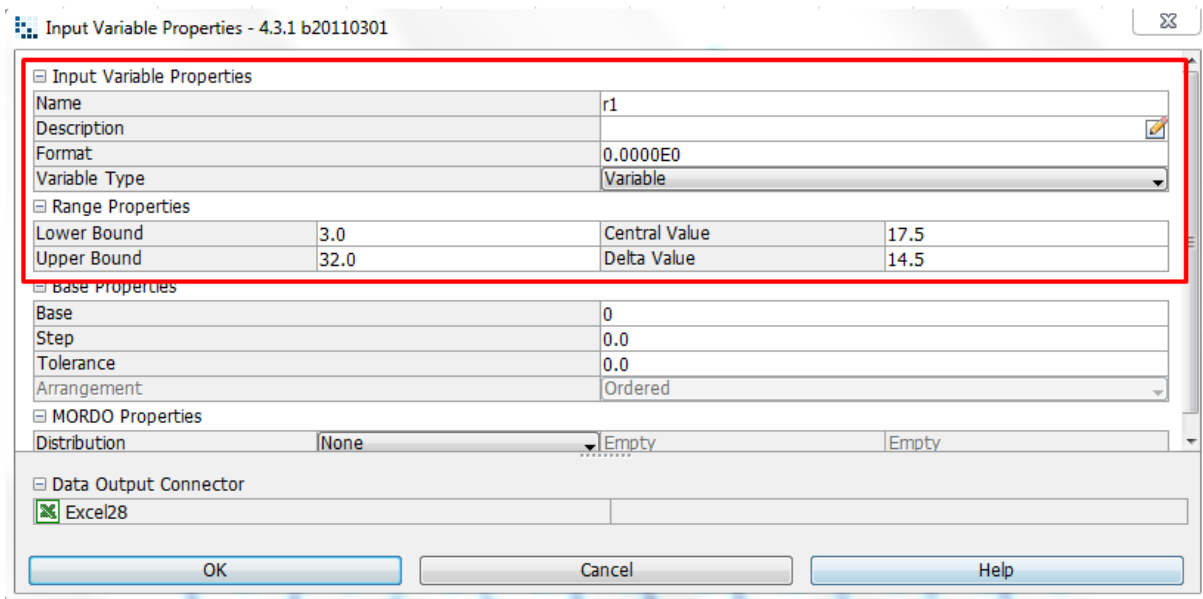 Input Variable Properties - 4.3.1 b20110301
Input Variable Properties
Name r1
Description
Format 0.0000E0
Variable Type Variable
Range Properties
Lower Bound 3.0 Central Value 17.5
Upper Bound 32.0 Delta Value 14.5
Base Properties
Base 0
Step 0.0
Tolerance 0.0
Arrangement Ordered
MORDO Properties
Distribution None Empty Empty
Data Output Connector
Excel28
OK Cancel Help